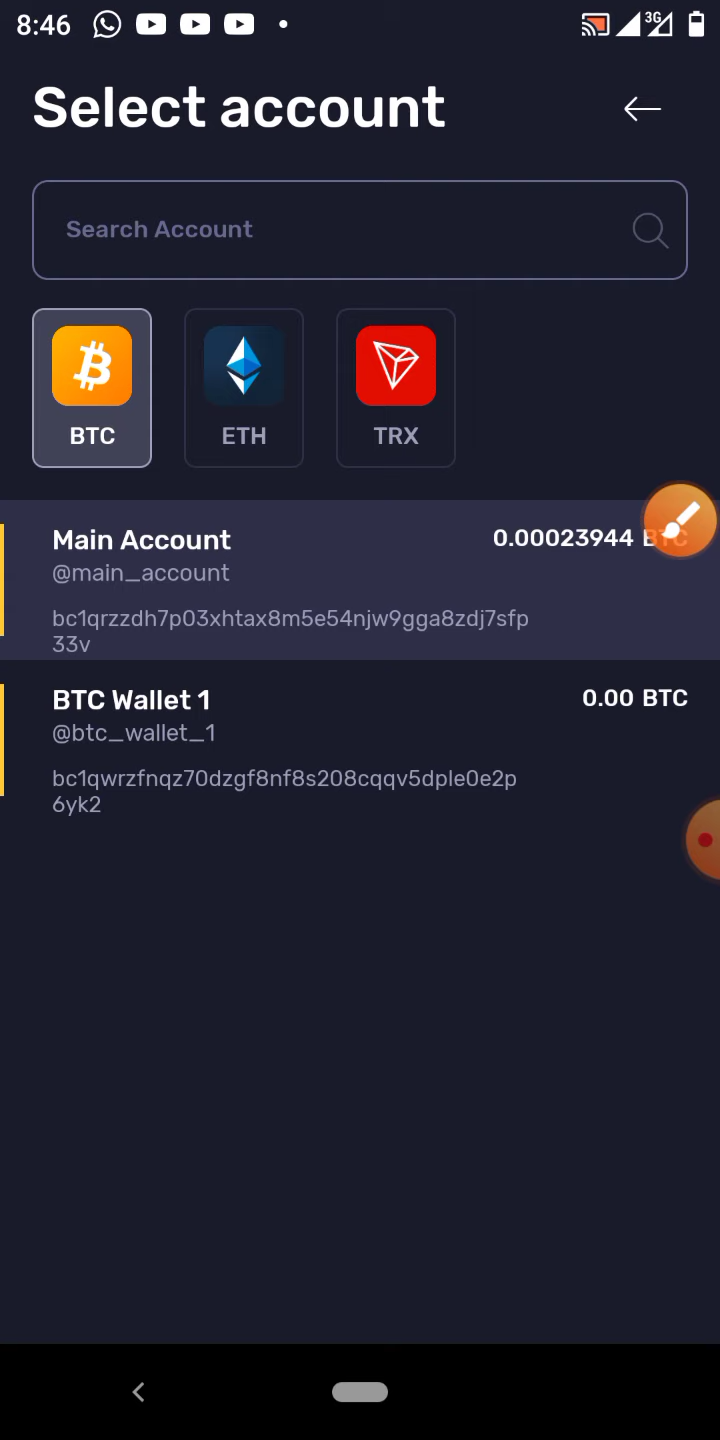 8:46
3G
Select account
Search Account
BTC
ETH
TRX
Main Account
0.00023944 BTC
@main_account
bc1qrzzdh7p03xhtax8m5e54njw9gga8zdj7sfp
33v
BTC Wallet 1
0.00 BTC
@btc_wallet_1
bc1qwrzfnqz70dzgf8nf8s208cqqv5dple0e2p
6yk2